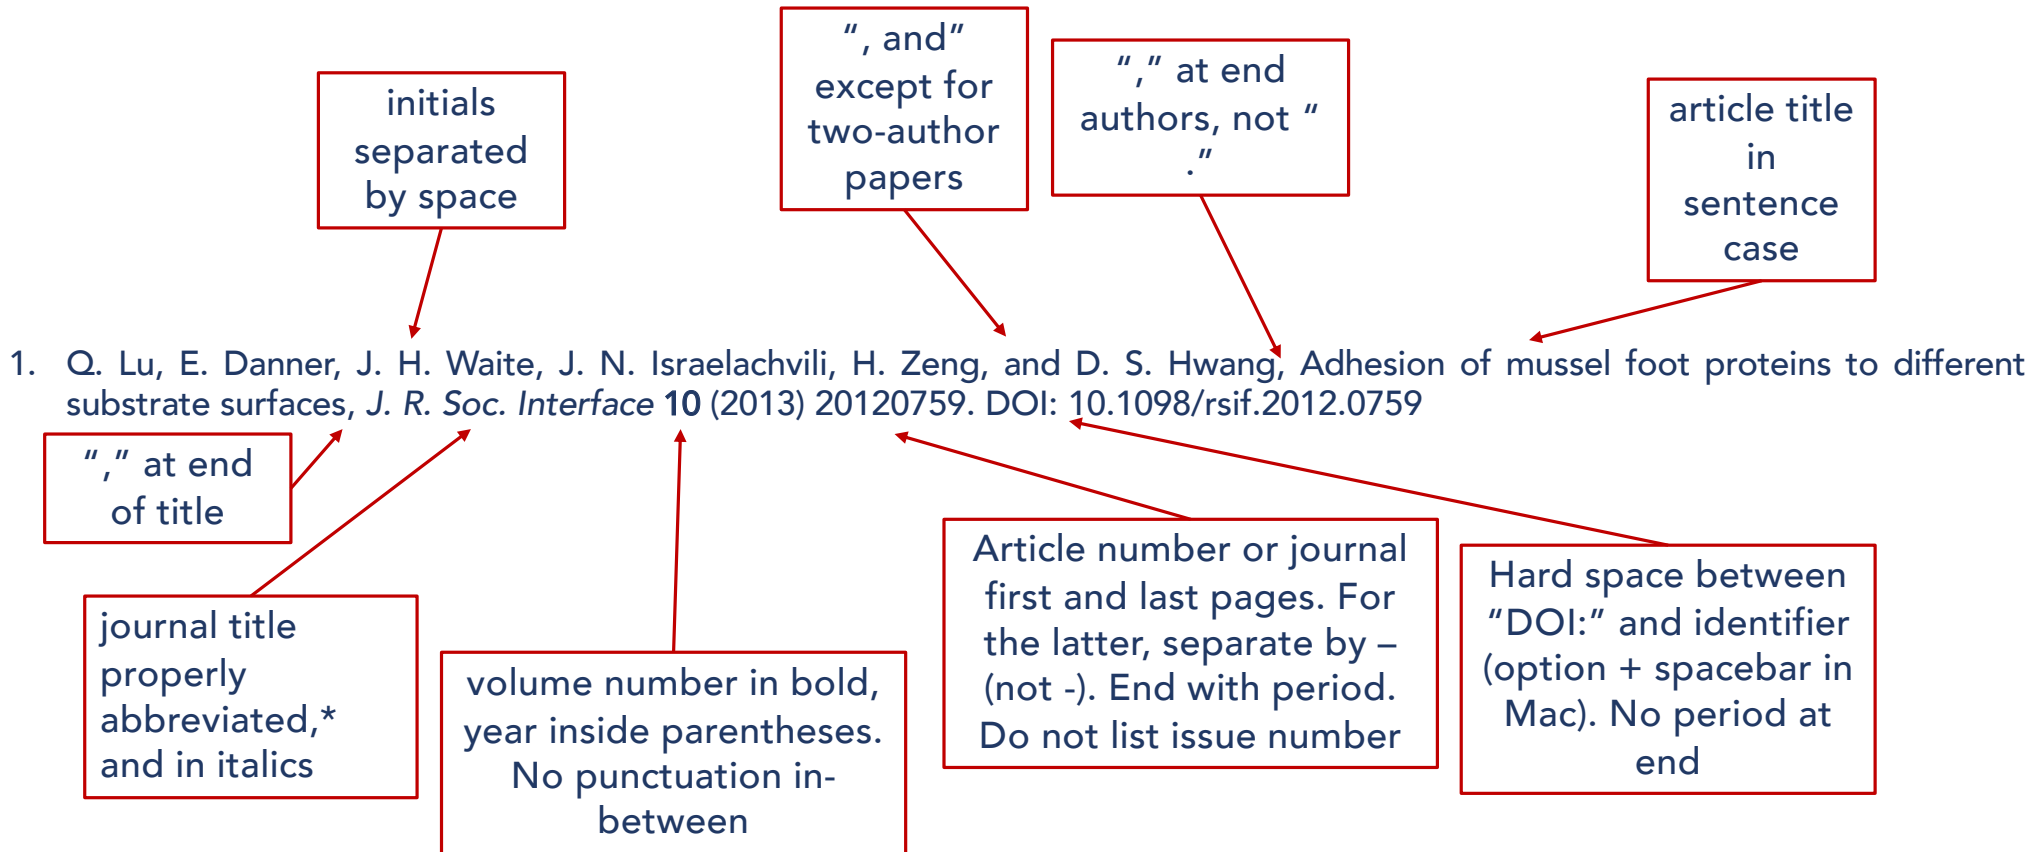 initials
separated
by space
“, and”
except for
two-author
papers
“,” at end
authors, not “
.”
article title
in
sentence
case
1. Q. Lu, E. Danner, J. H. Waite, J. N. Israelachvili, H. Zeng, and D. S. Hwang, Adhesion of mussel foot proteins to different
substrate surfaces, J. R. Soc. Interface 10 (2013) 20120759. DOI: 10.1098/rsif.2012.0759
“,” at end
of title
journal title
properly
abbreviated,*
and in italics
volume number in bold,
year inside parentheses.
No punctuation in-
between
Article number or journal
first and last pages. For
the latter, separate by –
(not -). End with period.
Do not list issue number
Hard space between
“DOI:” and identifier
(option + spacebar in
Mac). No period at
end